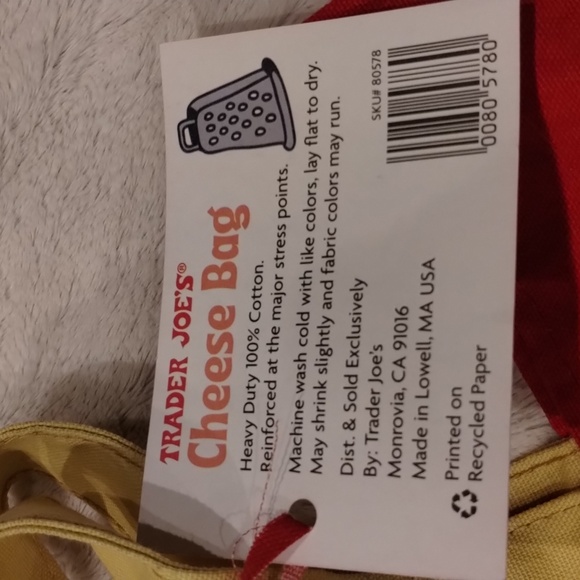 TRADER JOE'S®
Cheese Bag
Heavy Duty 100% Cotton.
Reinforced at the major stress points.
Machine wash cold with like colors, lay flat to dry.
May shrink slightly and fabric colors may run.
Dist. & Sold Exclusively
By: Trader Joe's
Monrovia, CA 91016
Made in Lowell, MA USA
Printed on
Recycled Paper
SKU# 80578
0080 5780